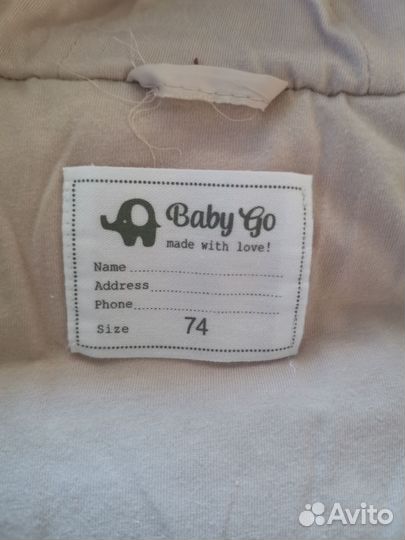 Baby Go
made with love!
Name
Address
Phone
Size 74
Avito